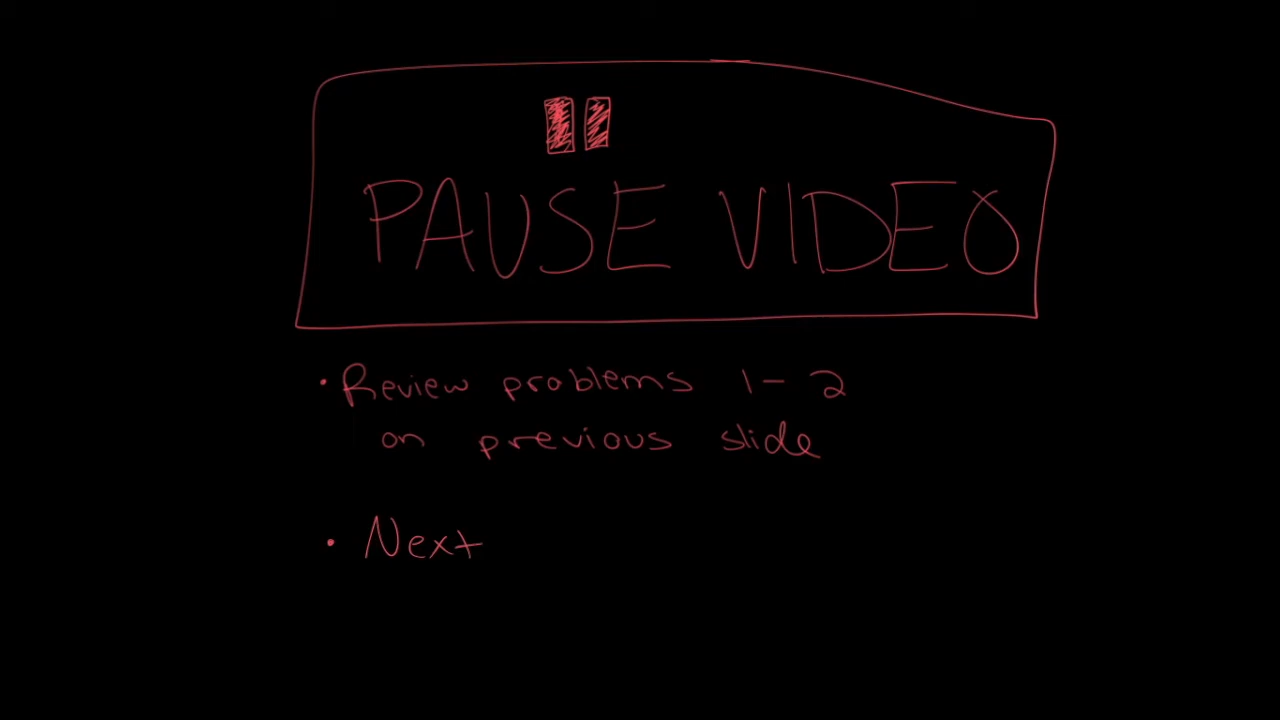 PAUSE VIDEO
• Review problems 1-2
on previous slide
• Next